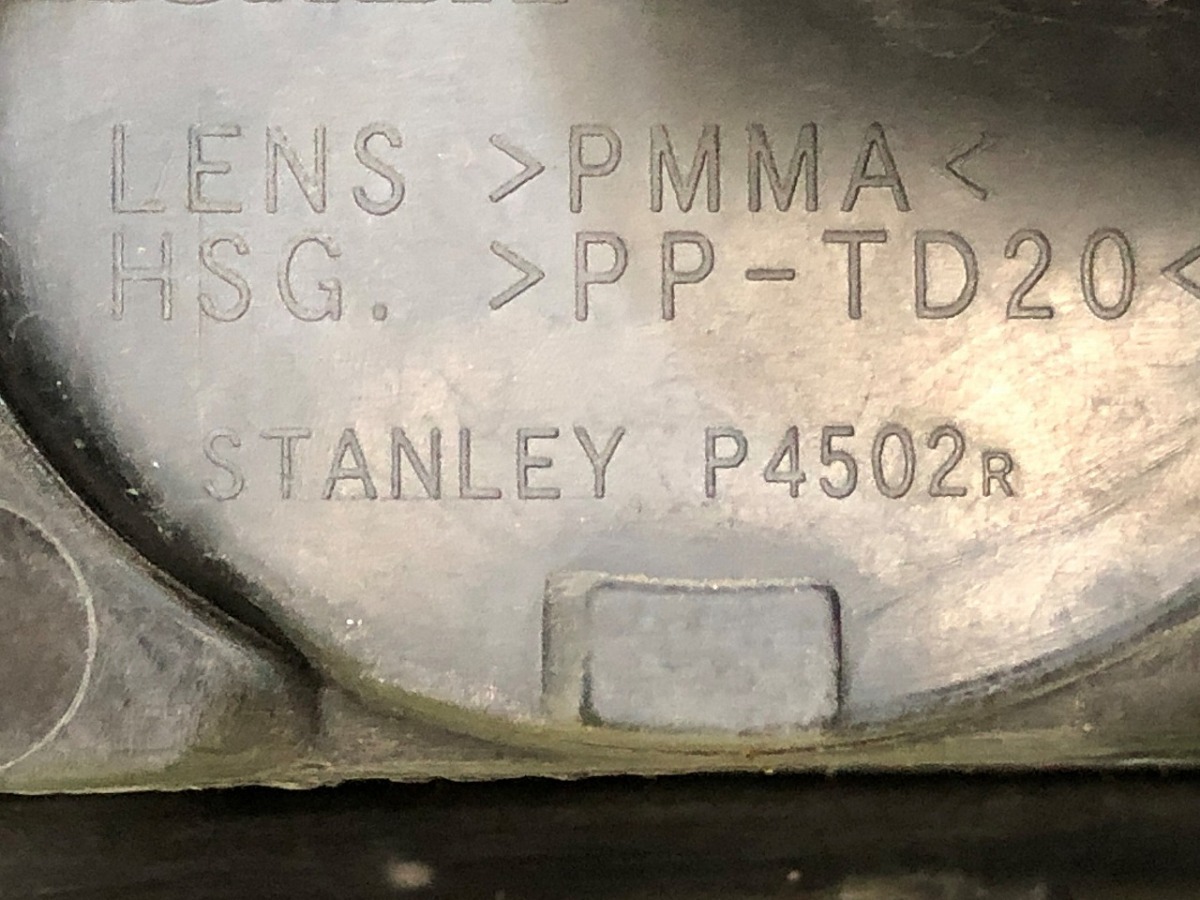 LENS >PMMA<
HSG. >PP-TD20<
STANLEY P4502R